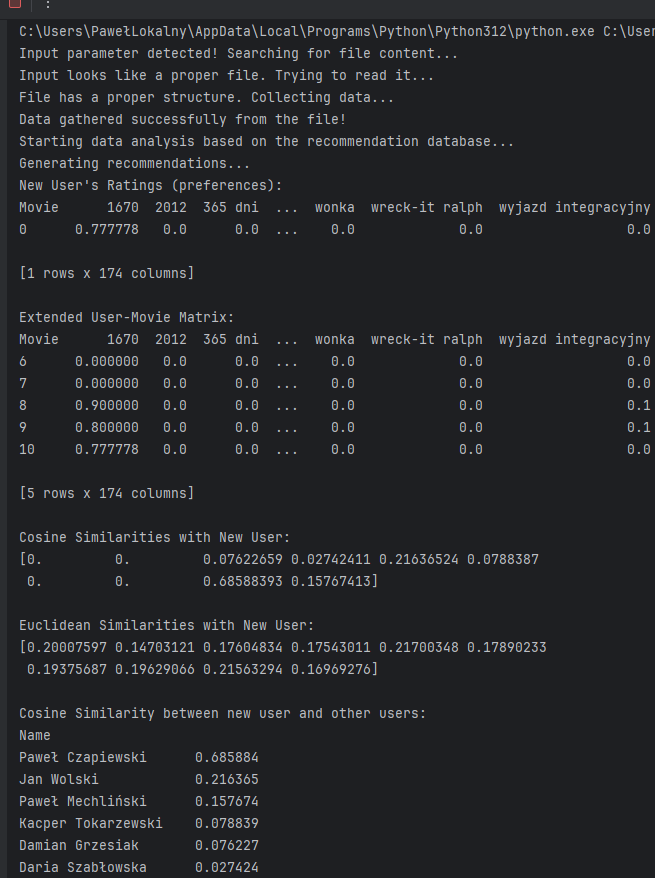 C:\Users\PawełLokalny\AppData\Local\Programs\Python\Python312\python.exe C:\User
Input parameter detected! Searching for file content...
Input looks like a proper file. Trying to read it...
File has a proper structure. Collecting data...
Data gathered successfully from the file!
Starting data analysis based on the recommendation database...
Generating recommendations...
New User's Ratings (preferences):
Movie      1670  2012  365 dni  ...  wonka  wreck-it ralph  wyjazd integracyjny
0      0.777778   0.0      0.0  ...    0.0             0.0                  0.0
[1 rows x 174 columns]
Extended User-Movie Matrix:
Movie      1670  2012  365 dni  ...  wonka  wreck-it ralph  wyjazd integracyjny
6      0.000000   0.0      0.0  ...    0.0             0.0                  0.0
7      0.000000   0.0      0.0  ...    0.0             0.0                  0.0
8      0.900000   0.0      0.0  ...    0.0             0.0                  0.1
9      0.800000   0.0      0.0  ...    0.0             0.0                  0.1
10     0.777778   0.0      0.0  ...    0.0             0.0                  0.0
[5 rows x 174 columns]
Cosine Similarities with New User:
[0.         0.         0.07622659 0.02742411 0.21636524 0.0788387
 0.         0.         0.68588393 0.15767413]
Euclidean Similarities with New User:
[0.20007597 0.14703121 0.17604834 0.17543011 0.21700348 0.17890233
 0.19375687 0.19629066 0.21563294 0.16969276]
Cosine Similarity between new user and other users:
Name
Paweł Czapiewski      0.685884
Jan Wolski            0.216365
Paweł Mechliński      0.157674
Kacper Tokarzewski    0.078839
Damian Grzesiak       0.076227
Daria Szabłowska      0.027424